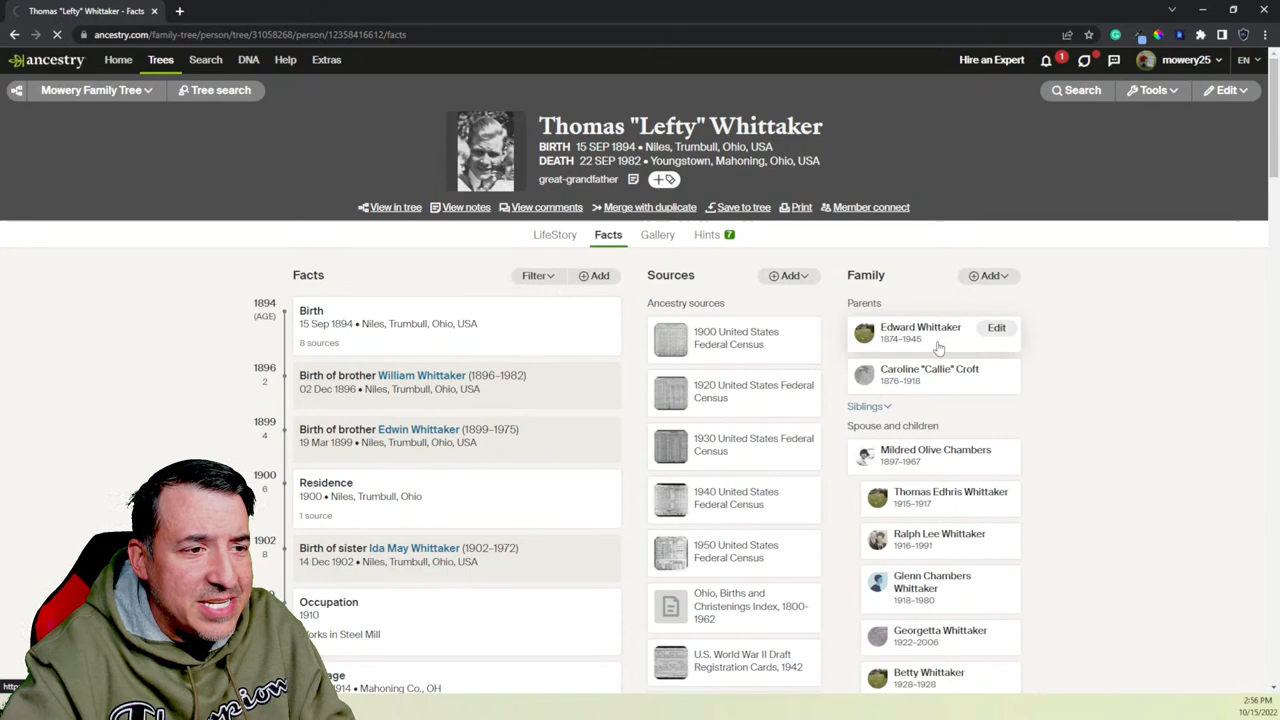 Thomas "Lefty" Whittaker - Facts
ancestry.com/family-tree/person/tree/31058268/person/12358416612/facts
ancestry Home Trees Search DNA Help Extras Hire an Expert 1 mowery25 EN
Mowery Family Tree Tree search Search Tools Edit
Thomas "Lefty" Whittaker
BIRTH 15 SEP 1894 • Niles, Trumbull, Ohio, USA
DEATH 22 SEP 1982 • Youngstown, Mahoning, Ohio, USA
great-grandfather
View in tree View notes View comments Merge with duplicate Save to tree Print Member connect
LifeStory Facts Gallery Hints 7
Facts Filter Add
1894
(AGE)
Birth
15 Sep 1894 • Niles, Trumbull, Ohio, USA
8 sources
1896
2
Birth of brother William Whittaker (1896–1982)
02 Dec 1896 • Niles, Trumbull, Ohio, USA
1899
4
Birth of brother Edwin Whittaker (1899–1975)
19 Mar 1899 • Niles, Trumbull, Ohio, USA
1900
6
Residence
1900 • Niles, Trumbull, Ohio
1 source
1902
8
Birth of sister Ida May Whittaker (1902–1972)
14 Dec 1902 • Niles, Trumbull, Ohio, USA
Occupation
1910
orks in Steel Mill
age
1914 • Mahoning Co., OH
Sources Add
Ancestry sources
1900 United States
Federal Census
1920 United States Federal
Census
1930 United States Federal
Census
1940 United States
Federal Census
1950 United States
Federal Census
Ohio, Births and
Christenings Index, 1800-
1962
U.S. World War II Draft
Registration Cards, 1942
Family Add
Parents
Edward Whittaker Edit
1874–1945
Caroline "Callie" Croft
1876–1918
Siblings
Spouse and children
Mildred Olive Chambers
1897–1967
Thomas Edhris Whittaker
1915–1917
Ralph Lee Whittaker
1916–1991
Glenn Chambers
Whittaker
1918–1980
Georgetta Whittaker
1922–2006
Betty Whittaker
1928–1928
Champion
2:56 PM
10/15/2022